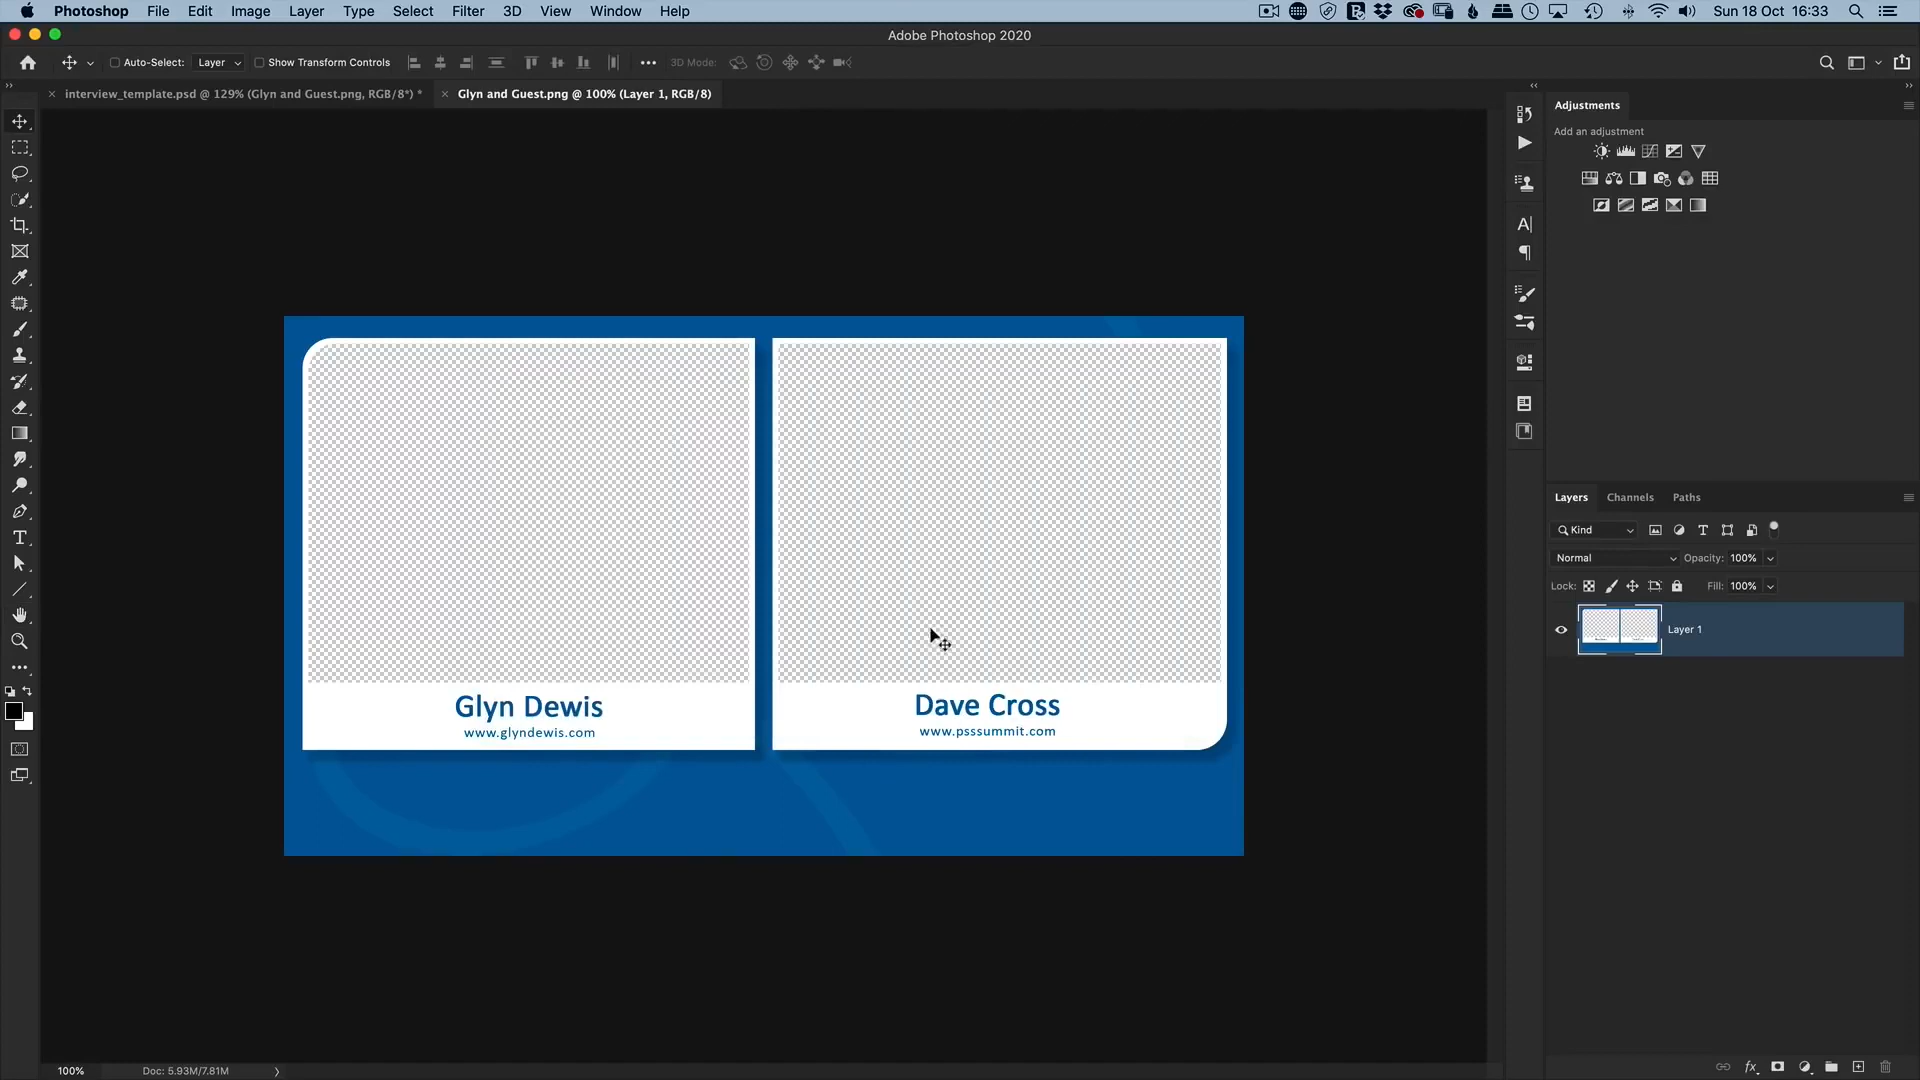 Photoshop File Edit Image Layer Type Select Filter 3D View Window Help Sun 18 Oct 16:33
Adobe Photoshop 2020
Auto-Select: Layer Show Transform Controls 3D Mode:
interview_template.psd @ 129% (Glyn and Guest.png, RGB/8*) * Glyn and Guest.png @ 100% (Layer 1, RGB/8)
Adjustments
Add an adjustment
Glyn Dewis
www.glyndewis.com
Dave Cross
www.psssummit.com
Layers Channels Paths
Kind
Normal Opacity: 100%
Lock: Fill: 100%
Layer 1
100% Doc: 5.93M/7.81M